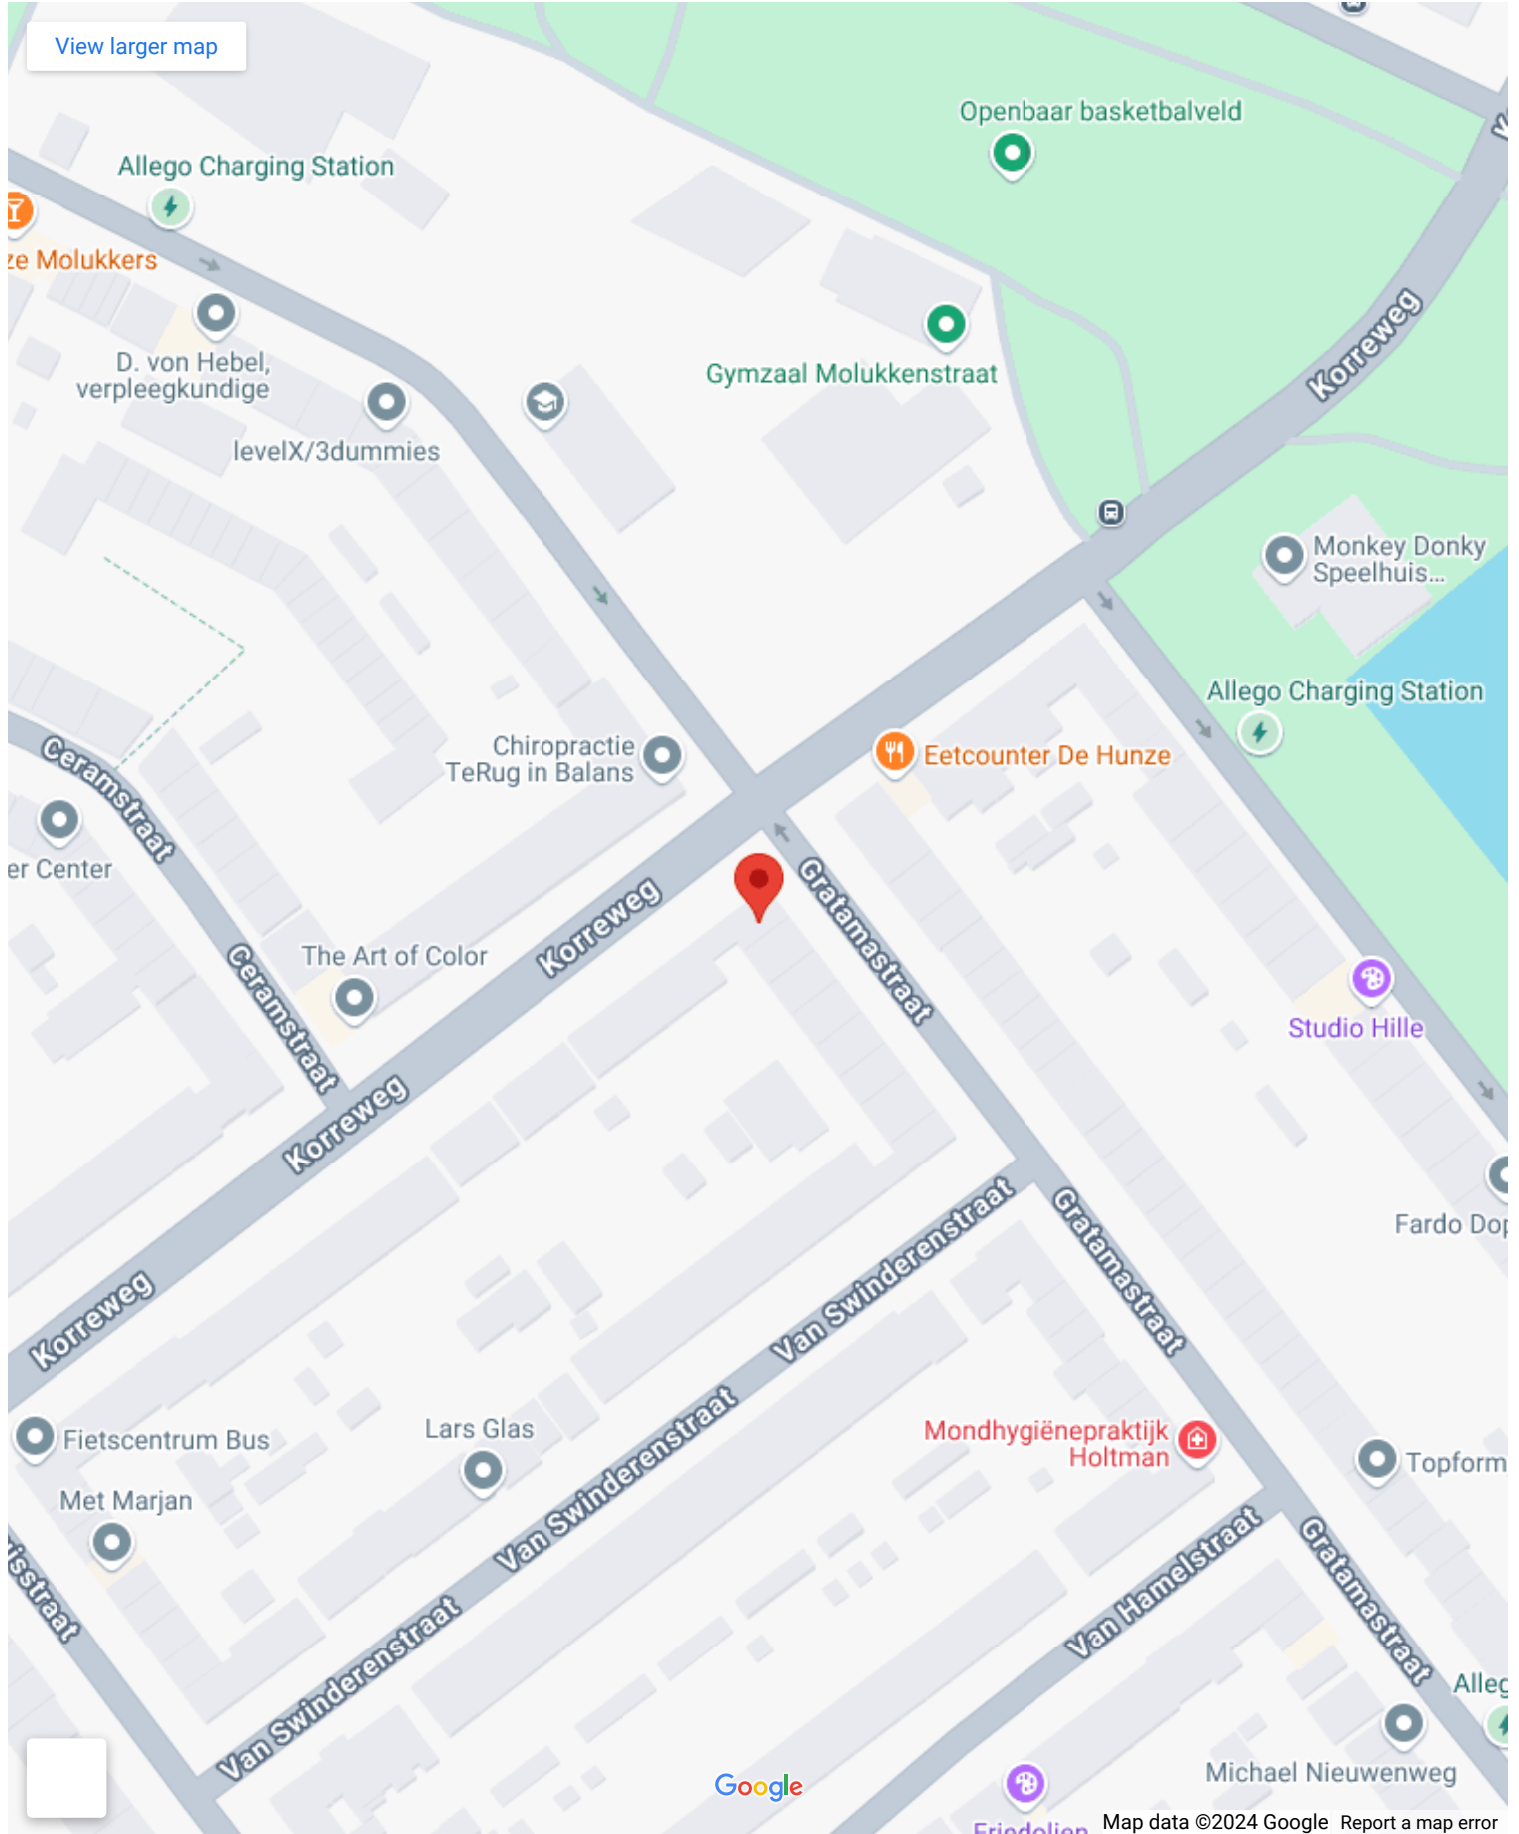 View larger map
Openbaar basketbalveld
Allego Charging Station
ze Molukkers
D. von Hebel,
verpleegkundige
levelX/3dummies
Gymzaal Molukkenstraat
Korreweg
Monkey Donky
Speelhuis...
Allego Charging Station
Chiropractie
TeRug in Balans
Eetcounter De Hunze
Ceramstraat
er Center
Korreweg
Gratamastraat
The Art of Color
Ceramstraat
Studio Hille
Korreweg
Fardo Dop
Van Swinderenstraat
Gratamastraat
Korreweg
Lars Glas
Fietscentrum Bus
Mondhygiënepraktijk
Holtman
Topform
Met Marjan
Van Swinderenstraat
Van Hamelstraat
Gratamastraat
isstraat
Van Swinderenstraat
Alleg
Michael Nieuwenweg
Google
Friedolien
Map data ©2024 Google
Report a map error